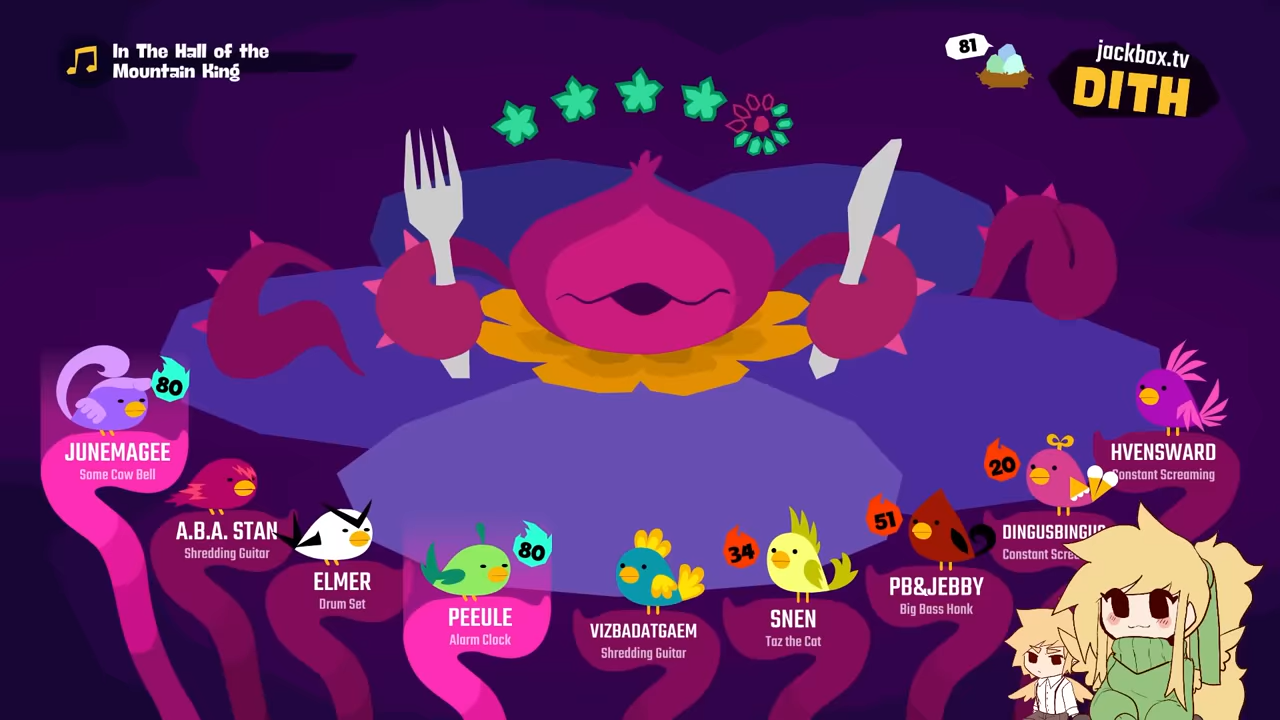 In The Hall of the
Mountain King
81
jackbox.tv
DITH
80
JUNEMAGEE
Some Cow Bell
A.B.A. STAN
Shredding Guitar
ELMER
Drum Set
80
PEEULE
Alarm Clock
VIZBADATGAEM
Shredding Guitar
34
SNEN
Taz the Cat
51
PB&JEBBY
Big Bass Honk
20
DINGUSBINGUS
Constant
HVENSWARD
Constant Screaming